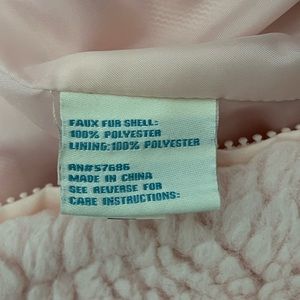 FAUX FUR SHELL:
100% POLYESTER
LINING:100% POLYESTER
RN#57686
MADE IN CHINA
SEE REVERSE FOR
CARE INSTRUCTIONS: